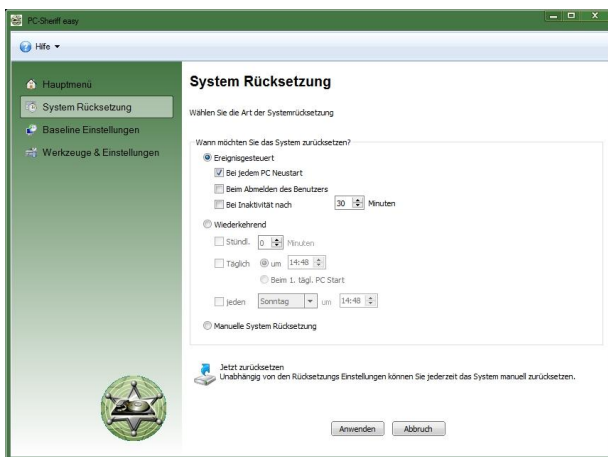 PC-Sheriff easy
Hilfe
Hauptmenü
System Rücksetzung
Baseline Einstellungen
Werkzeuge & Einstellungen
System Rücksetzung
Wählen Sie die Art der Systemrücksetzung
Wann möchten Sie das System zurücksetzen?
Ereignisgesteuert
Bei jedem PC Neustart
Beim Abmelden des Benutzers
Bei Inaktivität nach 30 Minuten
Wiederkehrend
Stündl. 0 Minuten
Täglich um 14:48
Beim 1. tägl. PC Start
jeden Sonntag um 14:48
Manuelle System Rücksetzung
Jetzt zurücksetzen
Unabhängig von den Rücksetzungs Einstellungen können Sie jederzeit das System manuell zurücksetzen.
Anwenden Abbruch